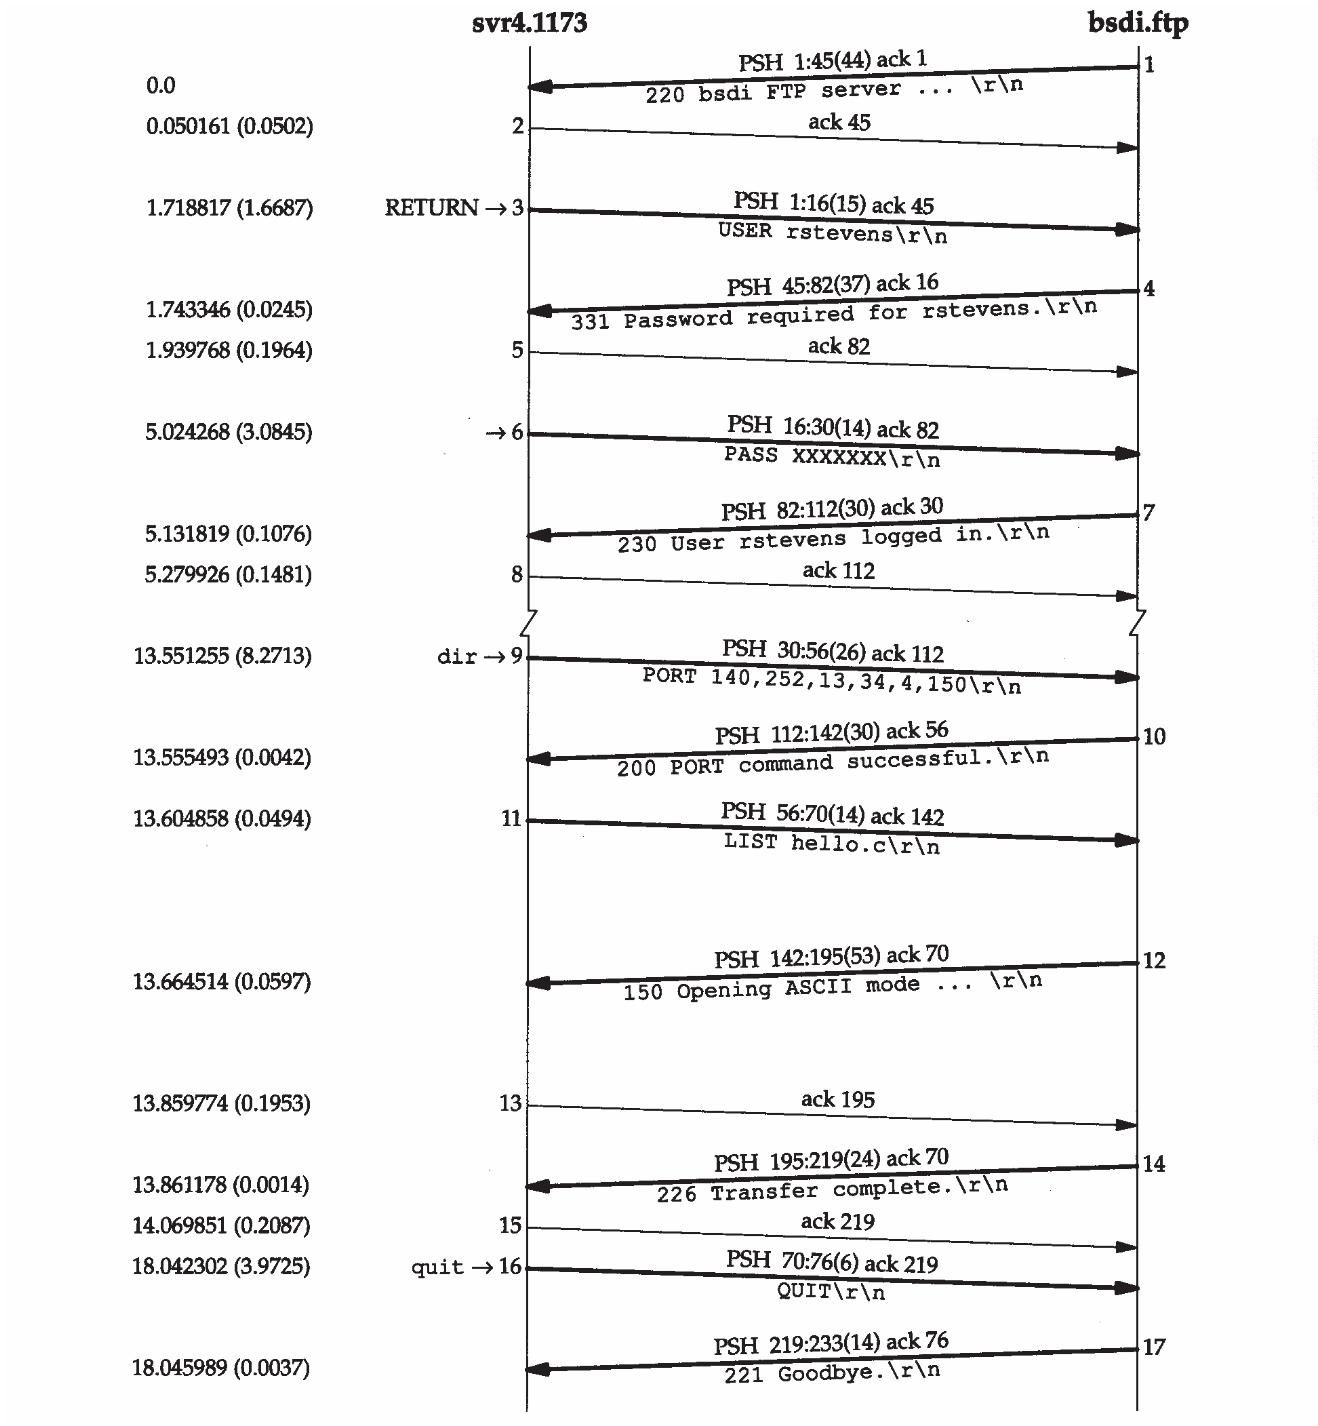 svr4.1173 bsdi.ftp
PSH 1:45(44) ack 1 1
0.0 220 bsdi FTP server ... \r\n
0.050161 (0.0502) 2 ack 45
1.718817 (1.6687) RETURN → 3 PSH 1:16(15) ack 45
USER rstevens\r\n
PSH 45:82(37) ack 16 4
1.743346 (0.0245) 331 Password required for rstevens.\r\n
1.939768 (0.1964) 5 ack 82
5.024268 (3.0845) → 6 PSH 16:30(14) ack 82
PASS XXXXXXX\r\n
PSH 82:112(30) ack 30 7
5.131819 (0.1076) 230 User rstevens logged in.\r\n
5.279926 (0.1481) 8 ack 112
13.551255 (8.2713) dir → 9 PSH 30:56(26) ack 112
PORT 140,252,13,34,4,150\r\n
PSH 112:142(30) ack 56 10
13.555493 (0.0042) 200 PORT command successful.\r\n
13.604858 (0.0494) 11 PSH 56:70(14) ack 142
LIST hello.c\r\n
PSH 142:195(53) ack 70 12
13.664514 (0.0597) 150 Opening ASCII mode ... \r\n
13.859774 (0.1953) 13 ack 195
PSH 195:219(24) ack 70 14
13.861178 (0.0014) 226 Transfer complete.\r\n
14.069851 (0.2087) 15 ack 219
18.042302 (3.9725) quit → 16 PSH 70:76(6) ack 219
QUIT\r\n
PSH 219:233(14) ack 76 17
18.045989 (0.0037) 221 Goodbye.\r\n